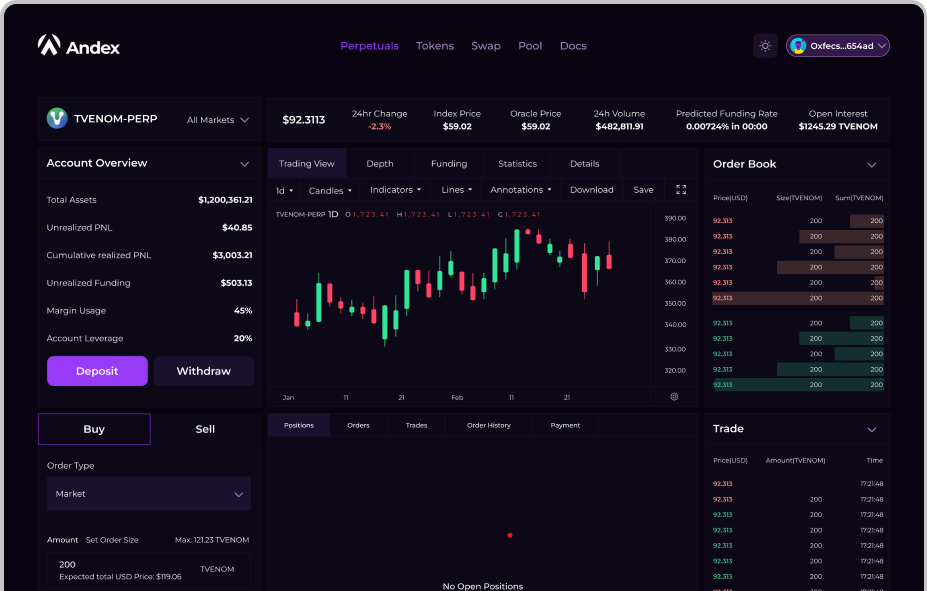 Andex
Perpetuals Tokens Swap Pool Docs
Oxfecs...654ad
TVENOM-PERP All Markets
$92.3113
24hr Change Index Price Oracle Price 24h Volume Predicted Funding Rate Open Interest
-2.3% $59.02 $59.02 $482,811.91 0.00724% in 00:00 $1245.29 TVENOM
Account Overview
Total Assets $1,200,361.21
Unrealized PNL $40.85
Cumulative realized PNL $3,003.21
Unrealized Funding $503.13
Margin Usage 45%
Account Leverage 20%
Deposit Withdraw
Trading View Depth Funding Statistics Details
1d Candles Indicators Lines Annotations Download Save
TVENOM-PERP 1D O 1,723.41 H 1,723.41 L 1,723.41 C 1,723.41
390.00
380.00
370.00
360.00
350.00
340.00
330.00
320.00
Jan 11 21 Feb 11 21
Order Book
Price(USD) Size(TVENOM) Sum(TVENOM)
92.313 200 200
92.313 200 200
92.313 200 200
92.313 200 200
92.313 200 200
92.313 200 200
92.313 200 200
92.313 200 200
92.313 200 200
92.313 200 200
92.313 200 200
Buy Sell
Order Type
Market
Amount Set Order Size Max: 121.23 TVENOM
200
Expected total USD Price: $119.06
TVENOM
Positions Orders Trades Order History Payment
No Open Positions
Trade
Price(USD) Amount(TVENOM) Time
92.313 17:21:48
92.313 200 17:21:48
92.313 200 17:21:48
92.313 200 17:21:48
92.313 200 17:21:48
92.313 200 17:21:48
92.313 200 17:21:48